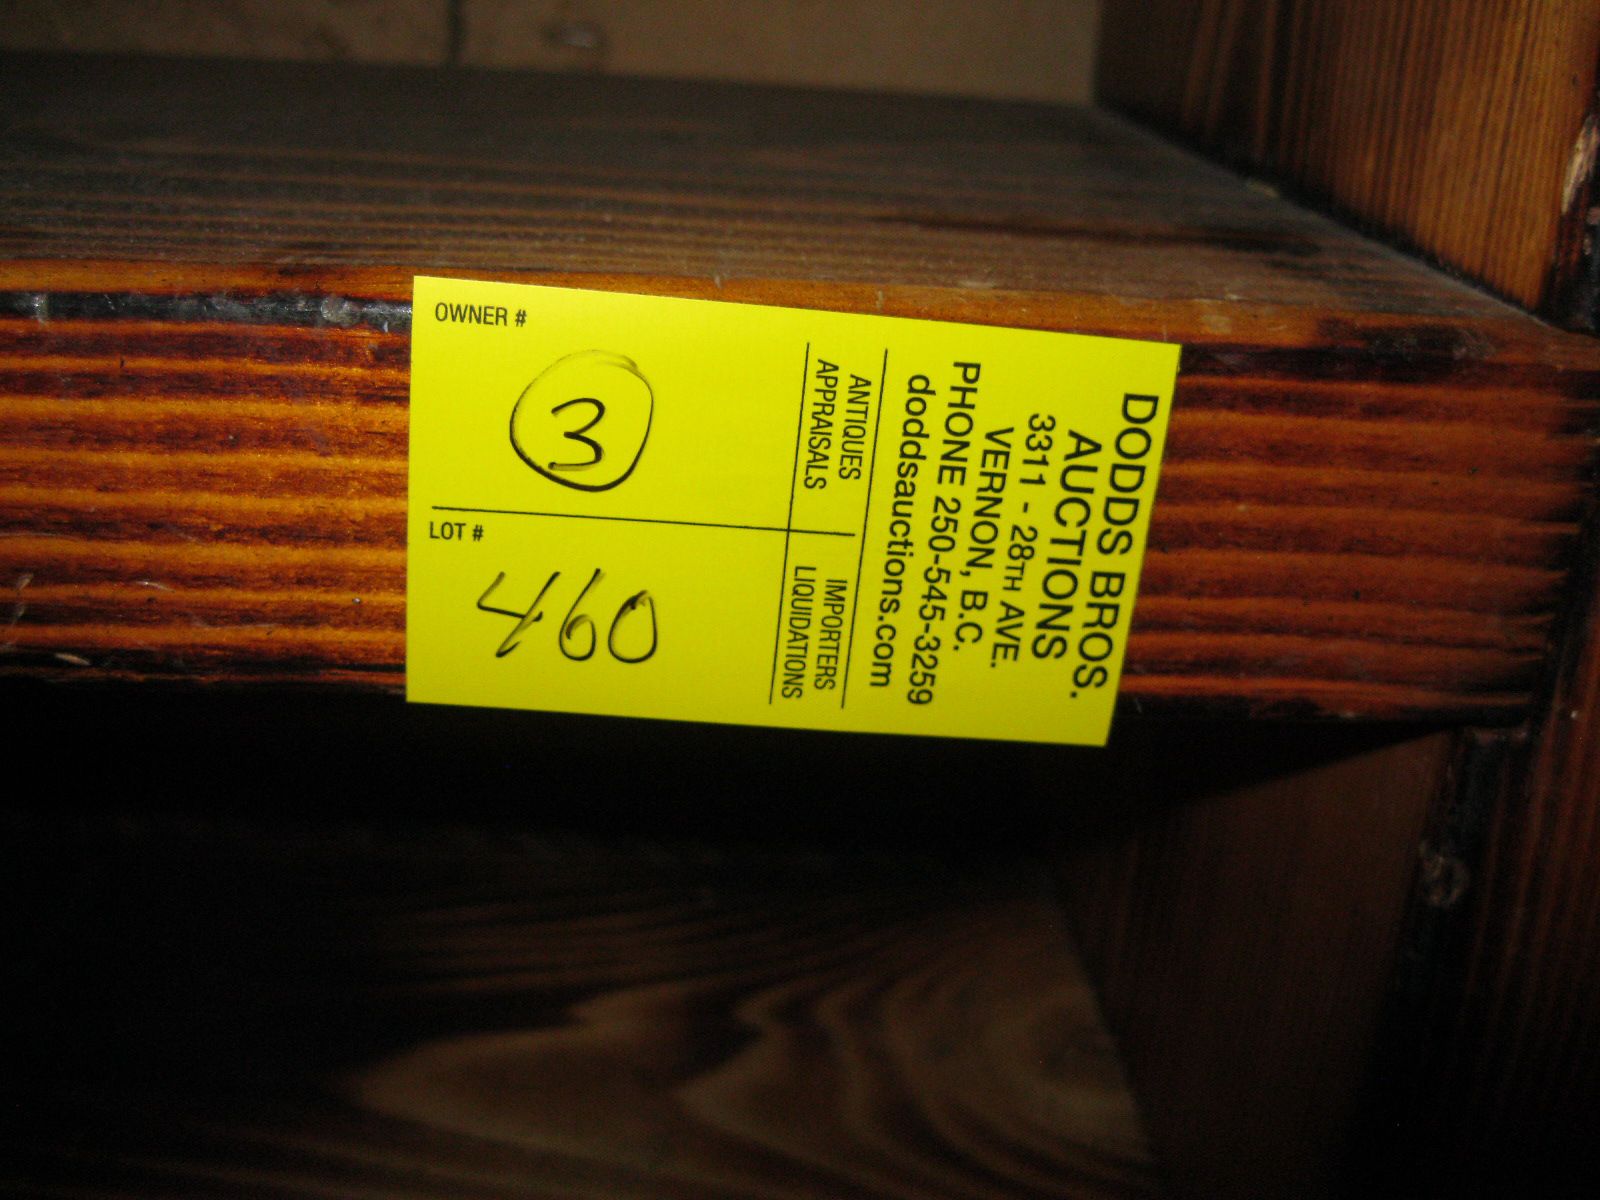 DODDS BROS.
AUCTIONS
3311 - 28TH AVE.
VERNON, B.C.
PHONE 250-545-3259
doddsauctions.com
ANTIQUES
APPRAISALS
IMPORTERS
LIQUIDATIONS
OWNER #
3
LOT #
460